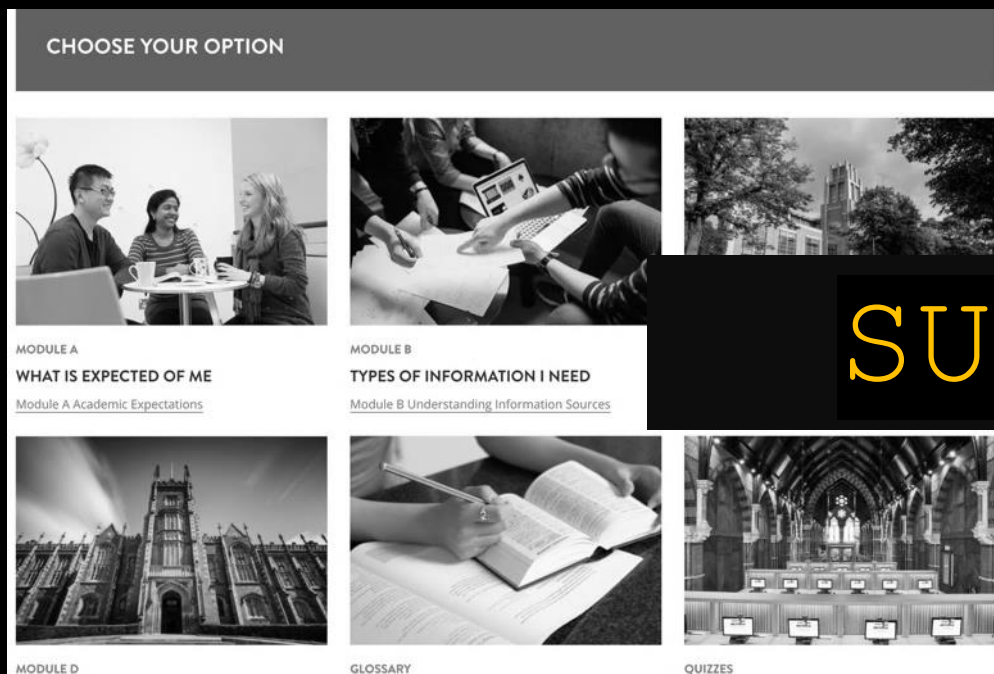 CHOOSE YOUR OPTION
MODULE A
WHAT IS EXPECTED OF ME
Module A Academic Expectations
MODULE B
TYPES OF INFORMATION I NEED
Module B Understanding Information Sources
SU
MODULE D
GLOSSARY
QUIZZES